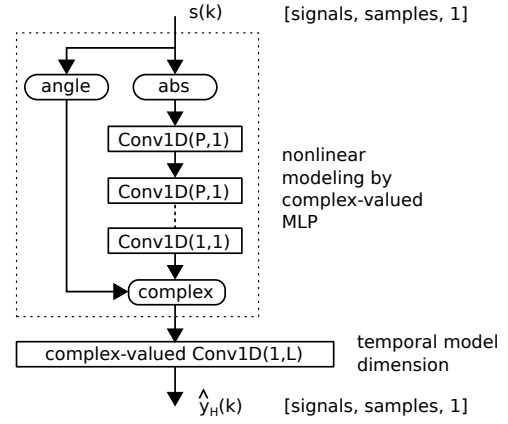 s(k) [signals, samples, 1]
angle abs
Conv1D(P,1)
Conv1D(P,1)
Conv1D(1,1)
complex
nonlinear
modeling by
complex-valued
MLP
complex-valued Conv1D(1,L)
temporal model
dimension
ŷ_H(k) [signals, samples, 1]